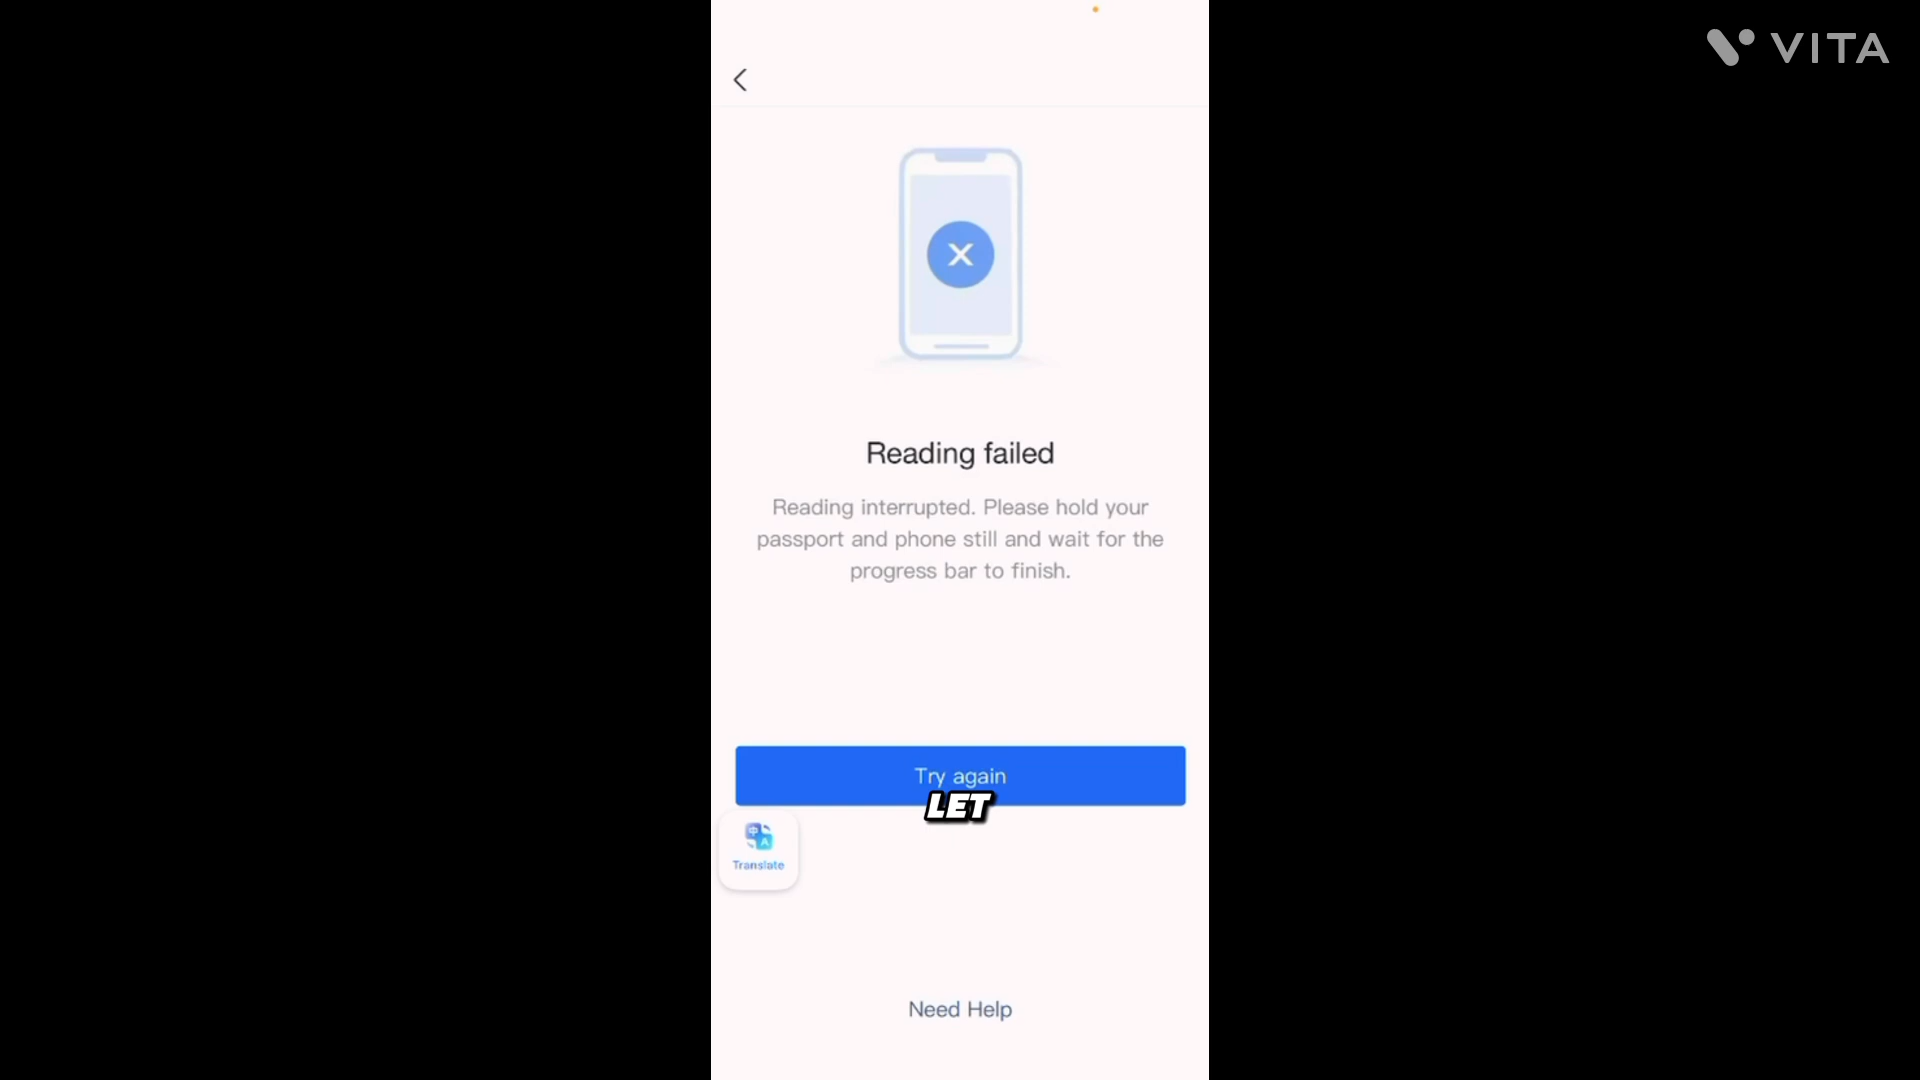 VITA
Reading failed
Reading interrupted. Please hold your
passport and phone still and wait for the
progress bar to finish.
Try again
LET
中
A
Translate
Need Help